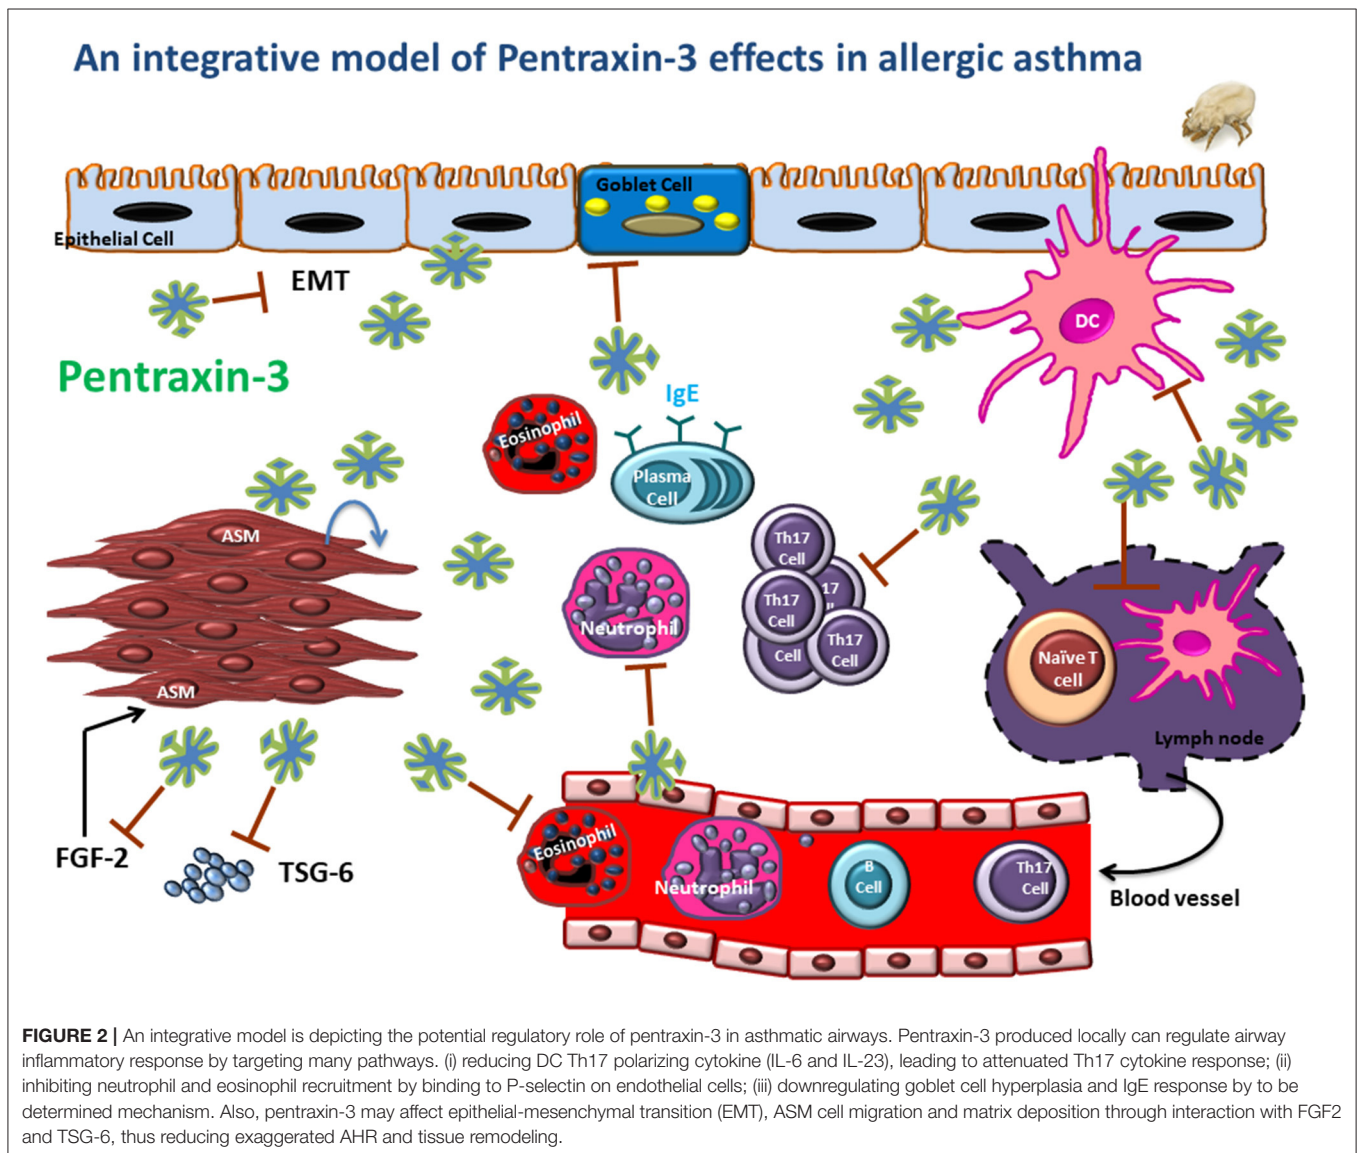 An integrative model of Pentraxin-3 effects in allergic asthma
Goblet Cell
Epithelial Cell
EMT
DC
Pentraxin-3
IgE
Eosinophil
Plasma
Cell
ASM
Th17
Cell
Th17
Cell
17
ll
Th17
Cell
Cell
Neutrophil
Naïve T
cell
ASM
Lymph node
FGF-2
TSG-6
Eosinophil
Neutrophil
B
Cell
Th17
Cell
Blood vessel
FIGURE 2 | An integrative model is depicting the potential regulatory role of pentraxin-3 in asthmatic airways. Pentraxin-3 produced locally can regulate airway
inflammatory response by targeting many pathways. (i) reducing DC Th17 polarizing cytokine (IL-6 and IL-23), leading to attenuated Th17 cytokine response; (ii)
inhibiting neutrophil and eosinophil recruitment by binding to P-selectin on endothelial cells; (iii) downregulating goblet cell hyperplasia and IgE response by to be
determined mechanism. Also, pentraxin-3 may affect epithelial-mesenchymal transition (EMT), ASM cell migration and matrix deposition through interaction with FGF2
and TSG-6, thus reducing exaggerated AHR and tissue remodeling.